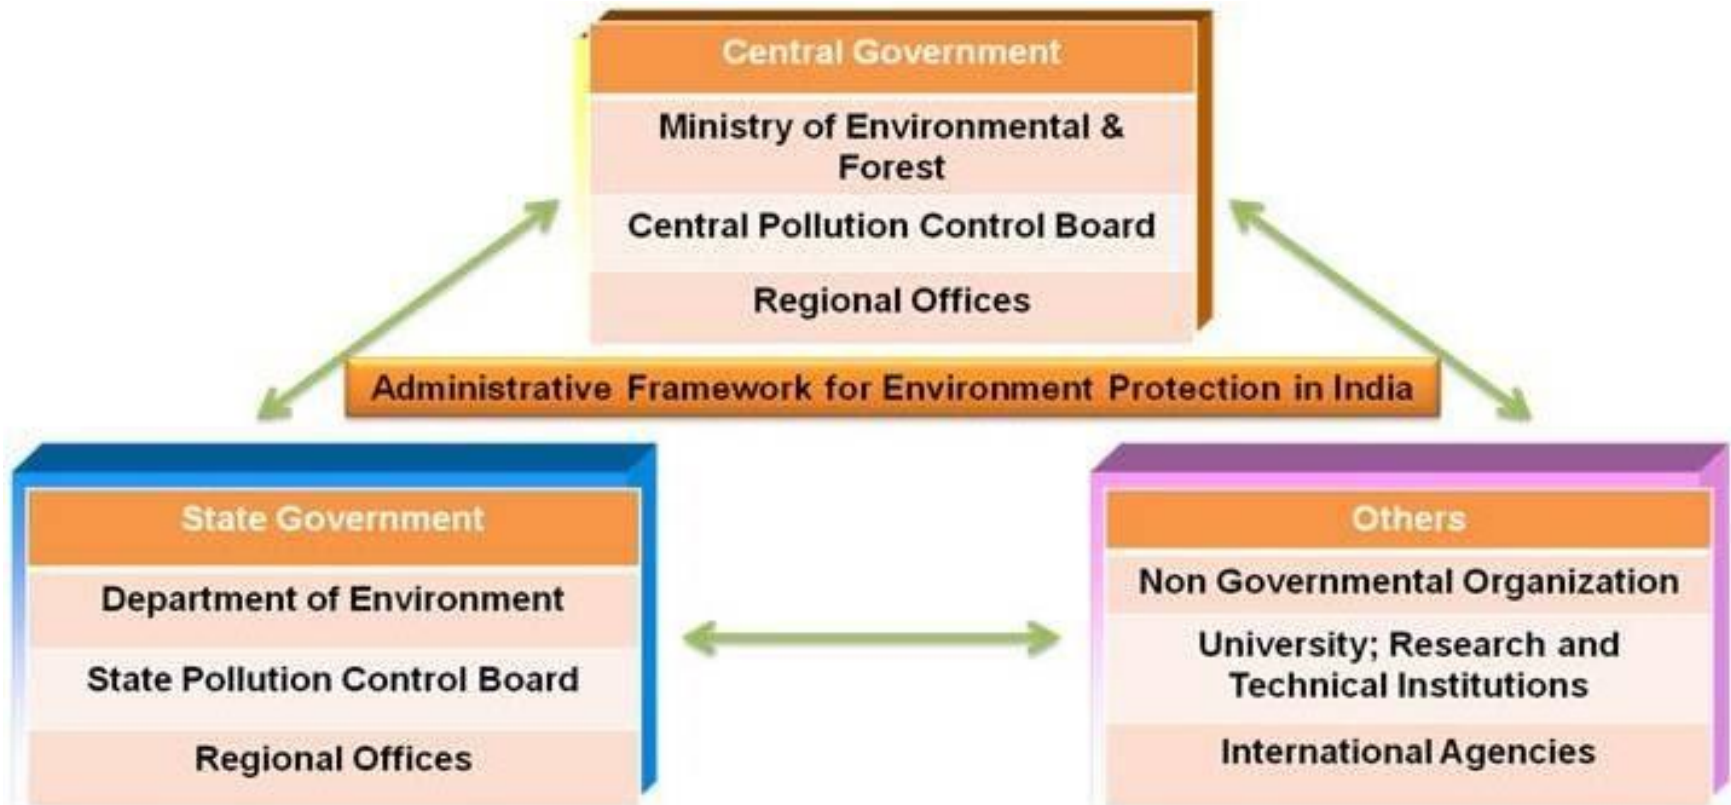 Central Government
Ministry of Environmental &
Forest
Central Pollution Control Board
Regional Offices
Administrative Framework for Environment Protection in India
State Government
Department of Environment
State Pollution Control Board
Regional Offices
Others
Non Governmental Organization
University; Research and
Technical Institutions
International Agencies